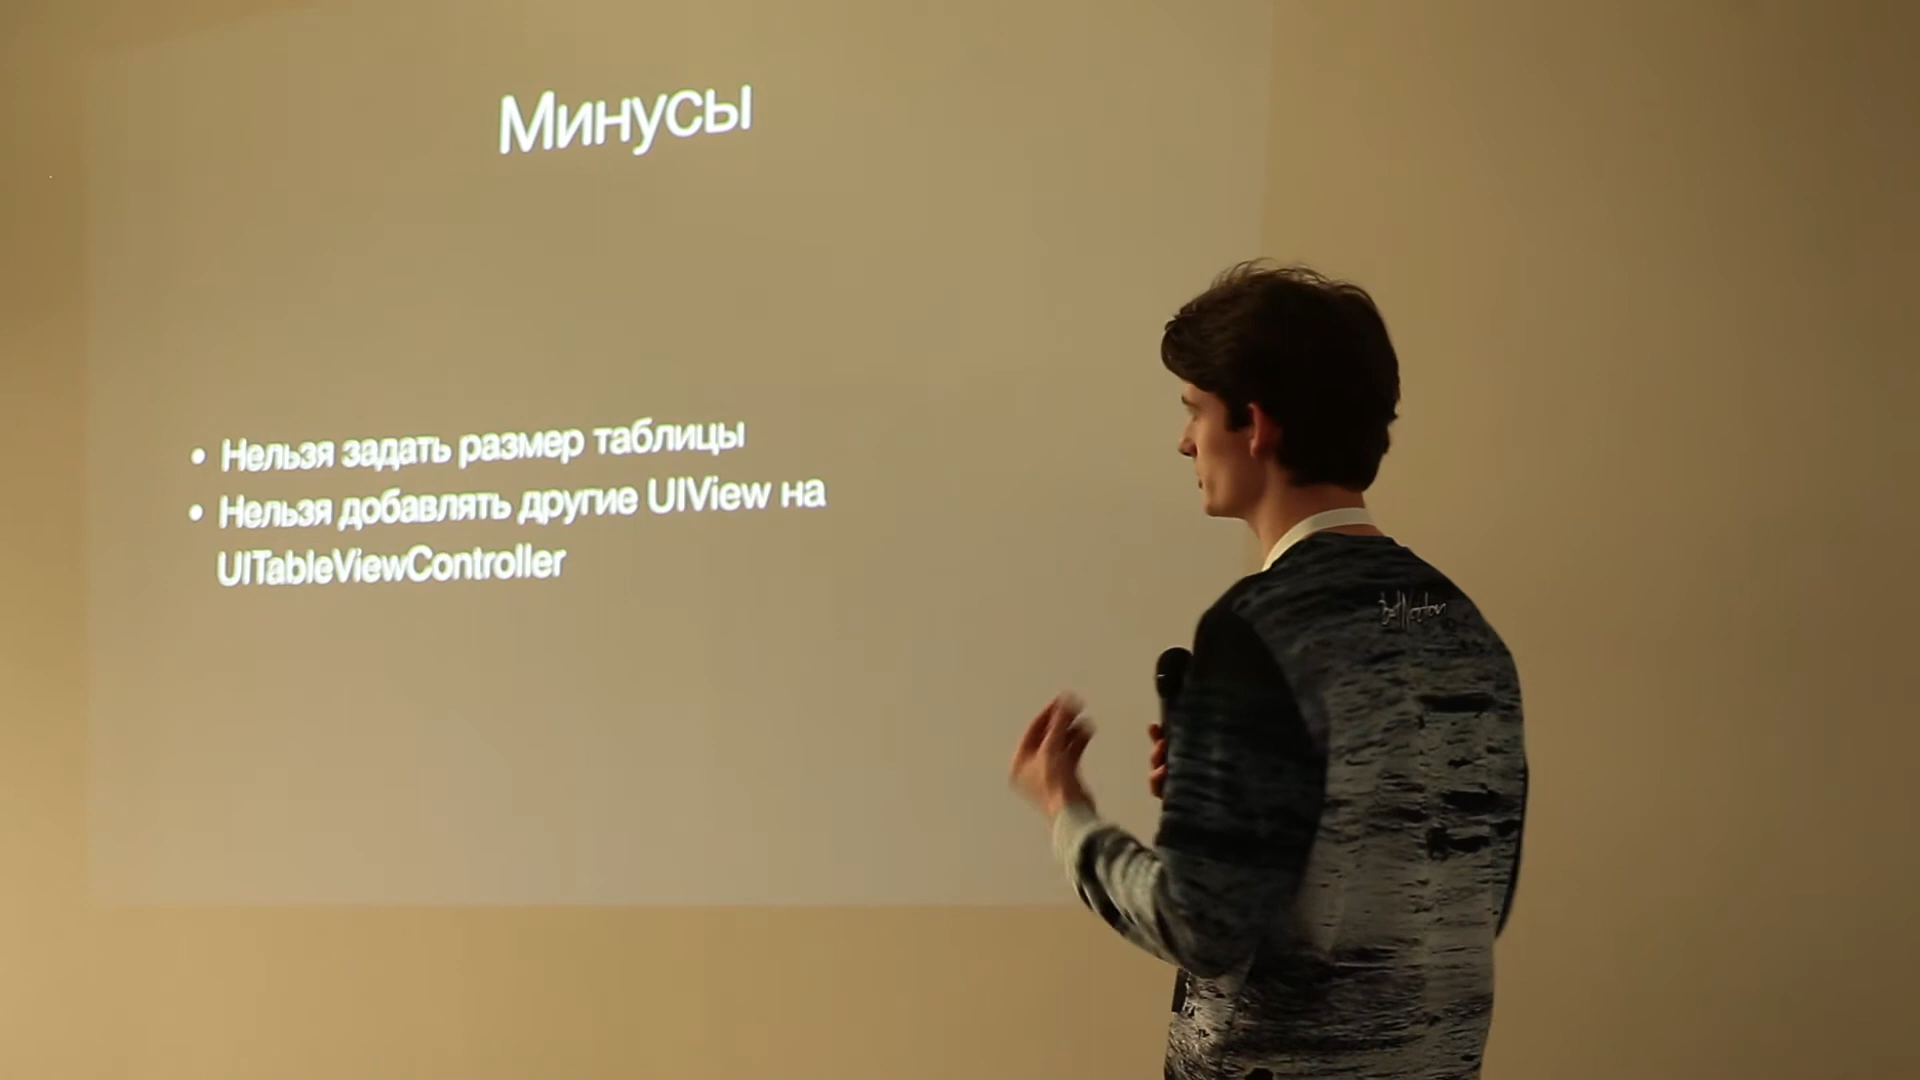 Минусы
• Нельзя задать размер таблицы
• Нельзя добавлять другие UIView на
UITableViewController